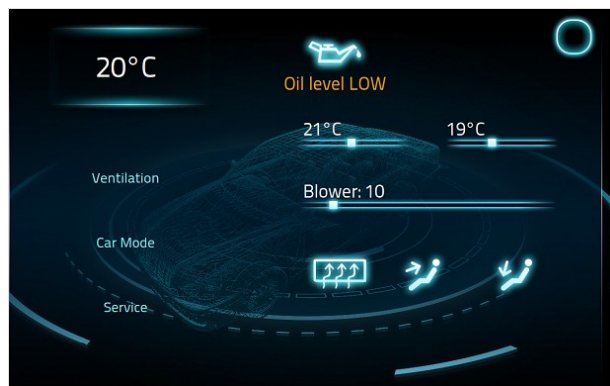 20°C
Oil level LOW
21°C
19°C
Ventilation
Blower: 10
Car Mode
Service